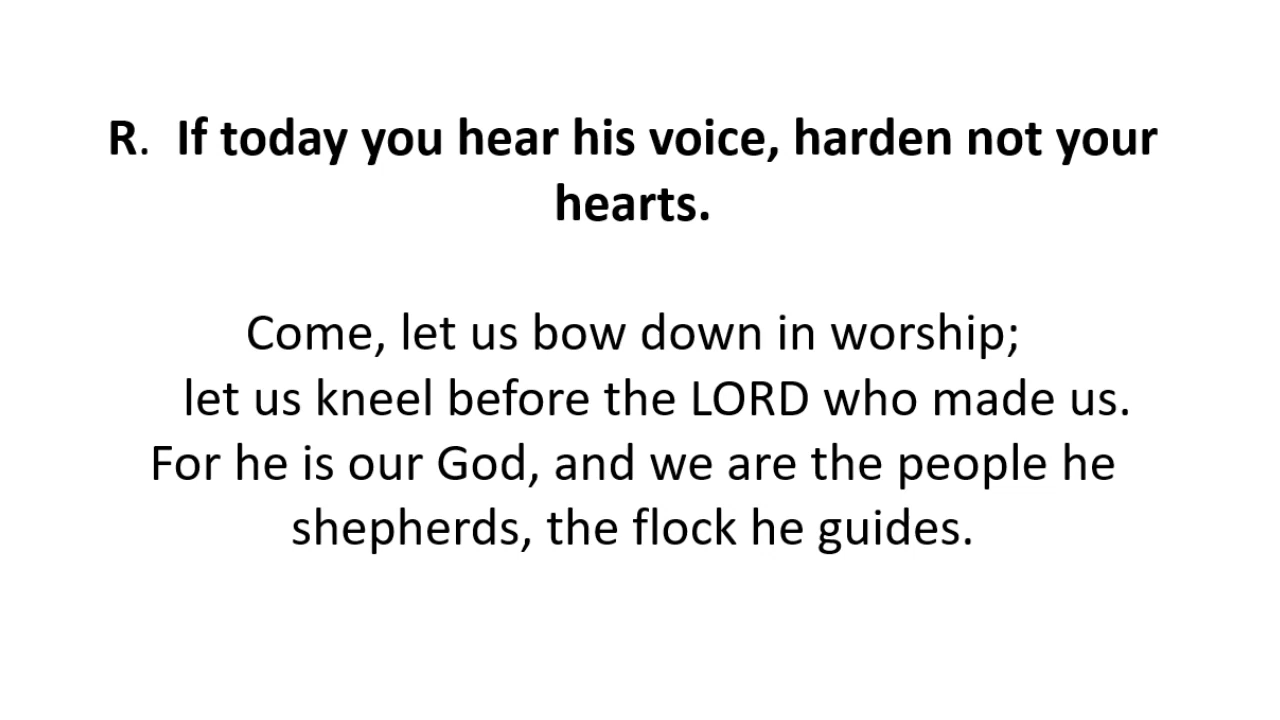 R.  If today you hear his voice, harden not your
hearts.
Come, let us bow down in worship;
let us kneel before the LORD who made us.
For he is our God, and we are the people he
shepherds, the flock he guides.